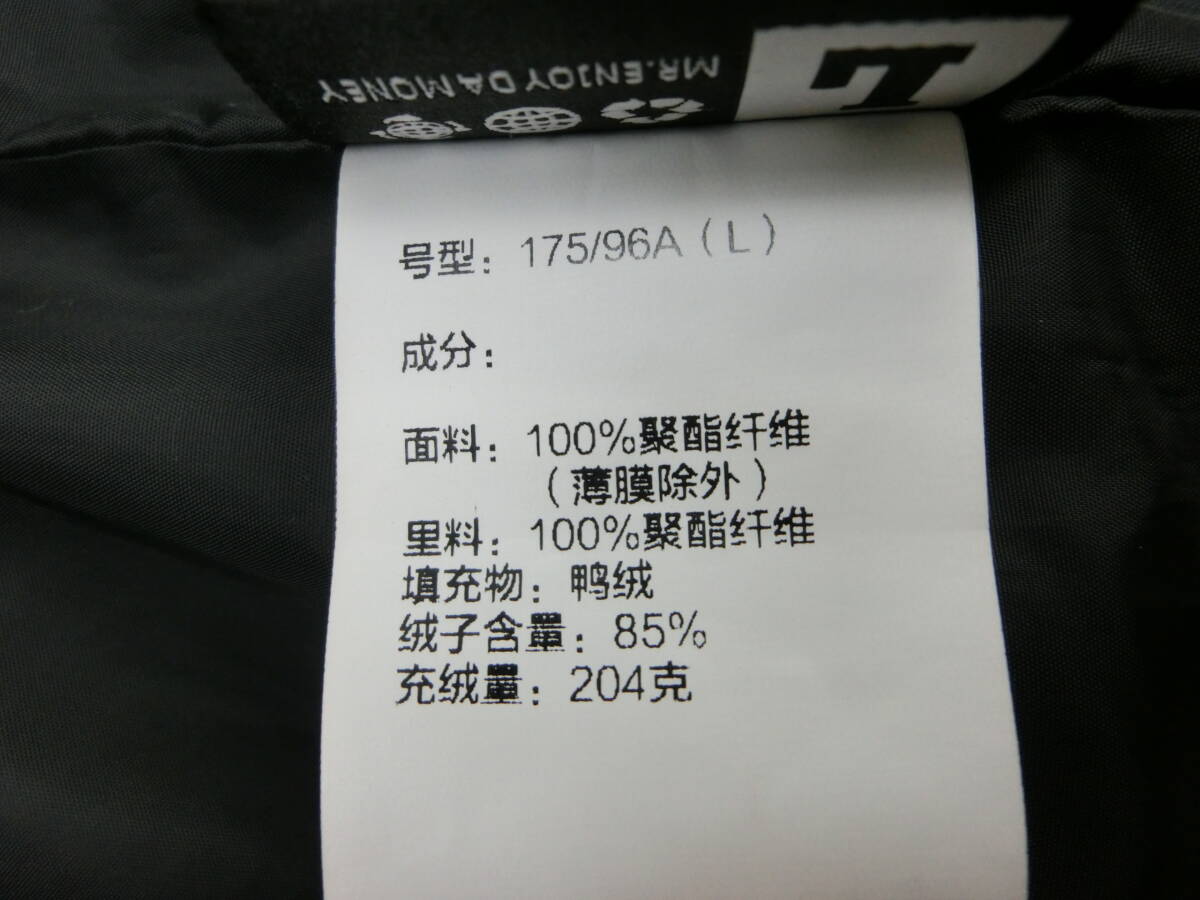 L
MR.ENJOY DA MONEY
号型：175/96A（L）
成分：
面料：100%聚酯纤维
（薄膜除外）
里料：100%聚酯纤维
填充物：鸭绒
绒子含量：85%
充绒量：204克